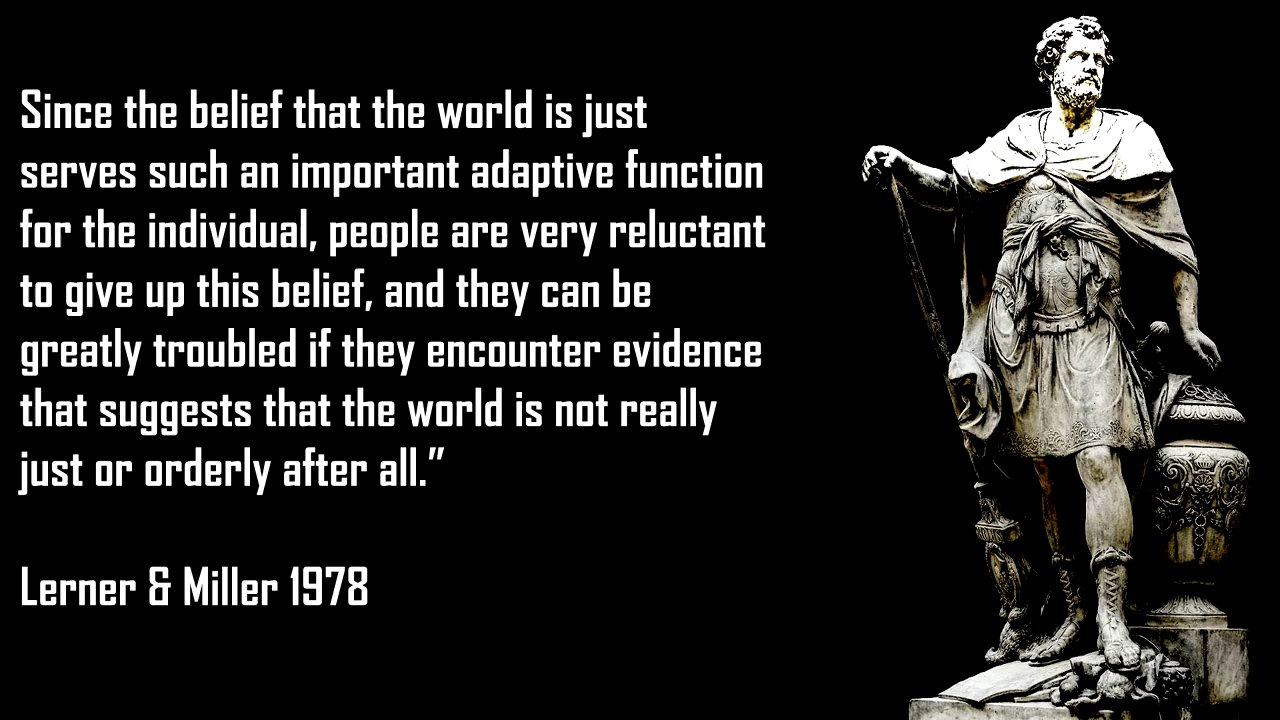 Since the belief that the world is just
serves such an important adaptive function
for the individual, people are very reluctant
to give up this belief, and they can be
greatly troubled if they encounter evidence
that suggests that the world is not really
just or orderly after all.”
Lerner & Miller 1978